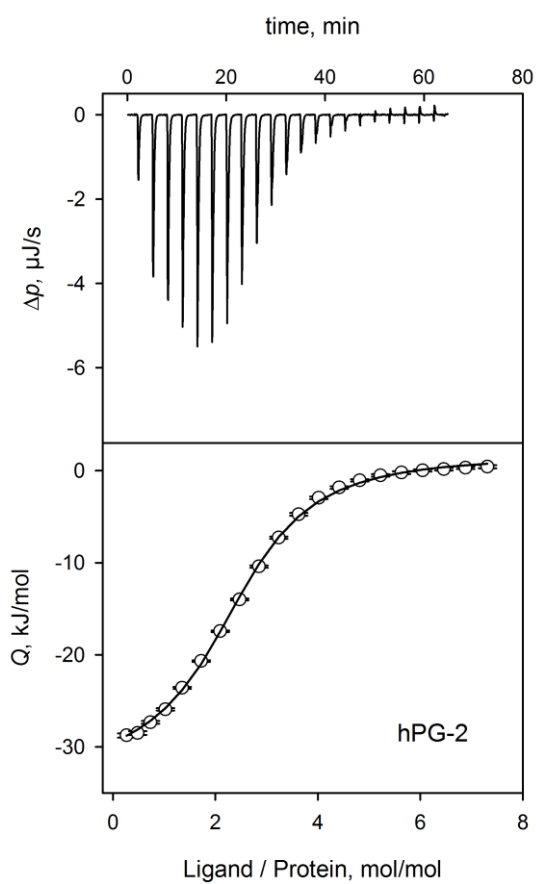 time, min
0 20 40 60 80
0
-2
-4
-6
Δp, µJ/s
0
-10
-20
-30
Q, kJ/mol
hPG-2
0 2 4 6 8
Ligand / Protein, mol/mol